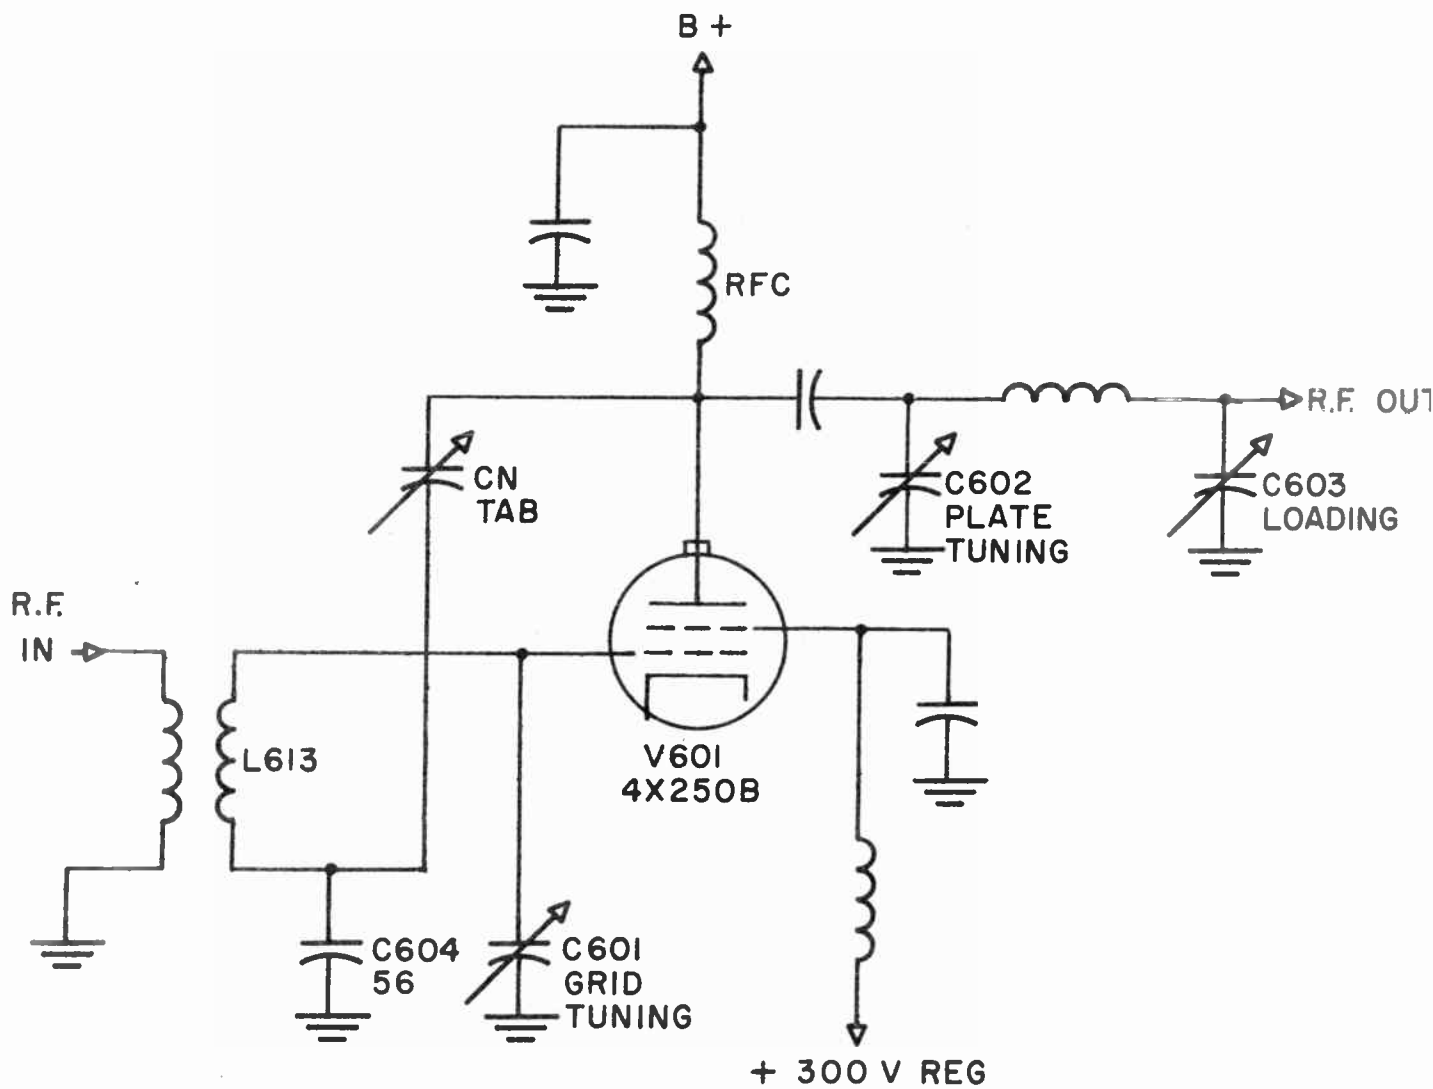 B +
RFC
R.F. OUT
CN
TAB
C602
PLATE
TUNING
C603
LOADING
R.F.
IN
L613
V601
4X250B
C604
56
C601
GRID
TUNING
+ 300 V REG